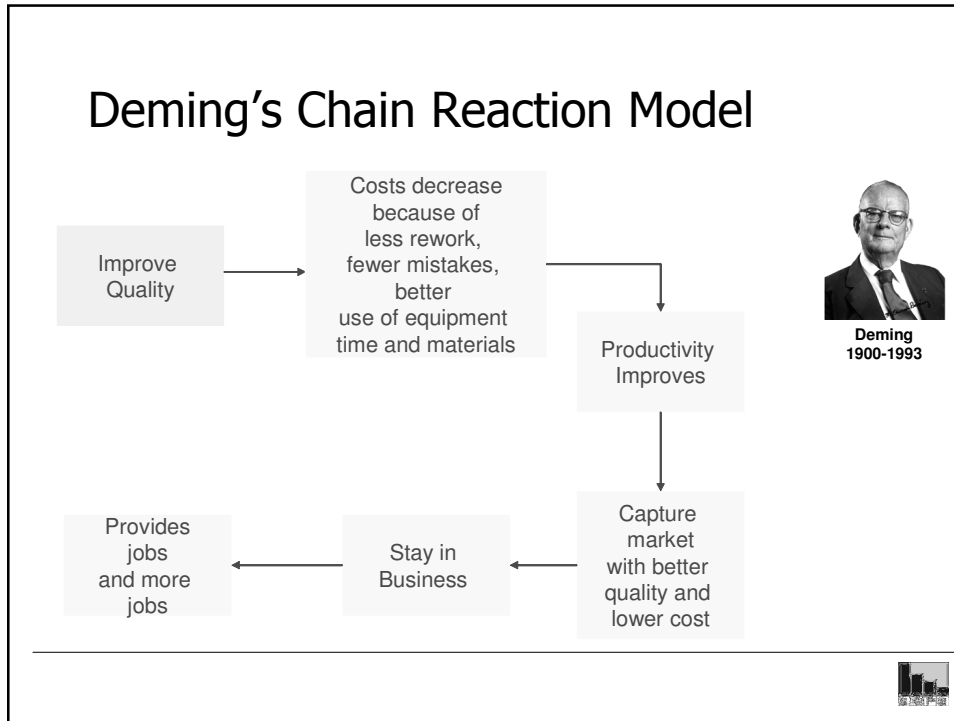 Deming’s Chain Reaction Model
Improve
Quality
Costs decrease
because of
less rework,
fewer mistakes,
better
use of equipment
time and materials
Productivity
Improves
Capture
market
with better
quality and
lower cost
Stay in
Business
Provides
jobs
and more
jobs
Deming
1900-1993